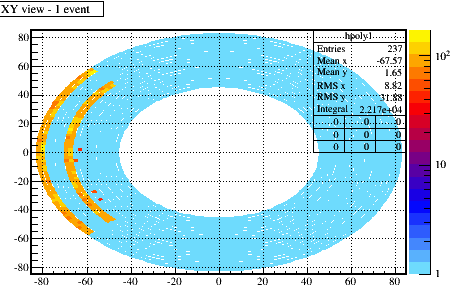 XY view - 1 event
hpoly1
Entries 237
Mean x -67.57
Mean y 1.65
RMS x 8.82
RMS y 31.88
Integral 2.217e+04
0 0 0
0 0 0
0 0 0
80
60
40
20
0
-20
-40
-60
-80
-80 -60 -40 -20 0 20 40 60 80
10²
10
1